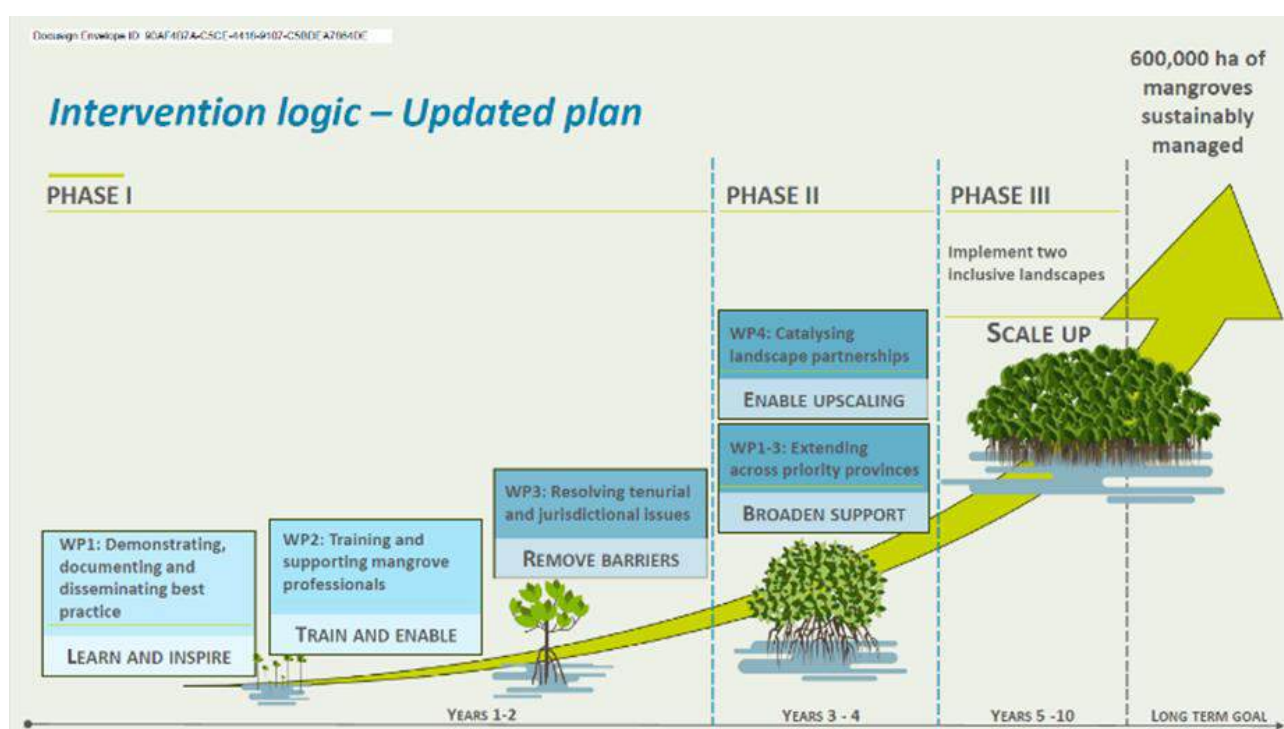 Docusign Envelope ID:
600,000 ha of
mangroves
sustainably
managed
Intervention logic – Updated plan
PHASE I
PHASE II
PHASE III
Implement two
inclusive landscapes
SCALE UP
WP4: Catalysing
landscape partnerships
ENABLE UPSCALING
WP1-3: Extending
across priority provinces
BROADEN SUPPORT
WP3: Resolving tenurial
and jurisdictional issues
REMOVE BARRIERS
WP2: Training and
supporting mangrove
professionals
TRAIN AND ENABLE
WP1: Demonstrating,
documenting and
disseminating best
practice
LEARN AND INSPIRE
YEARS 1-2
YEARS 3 - 4
YEARS 5 -10
LONG TERM GOAL